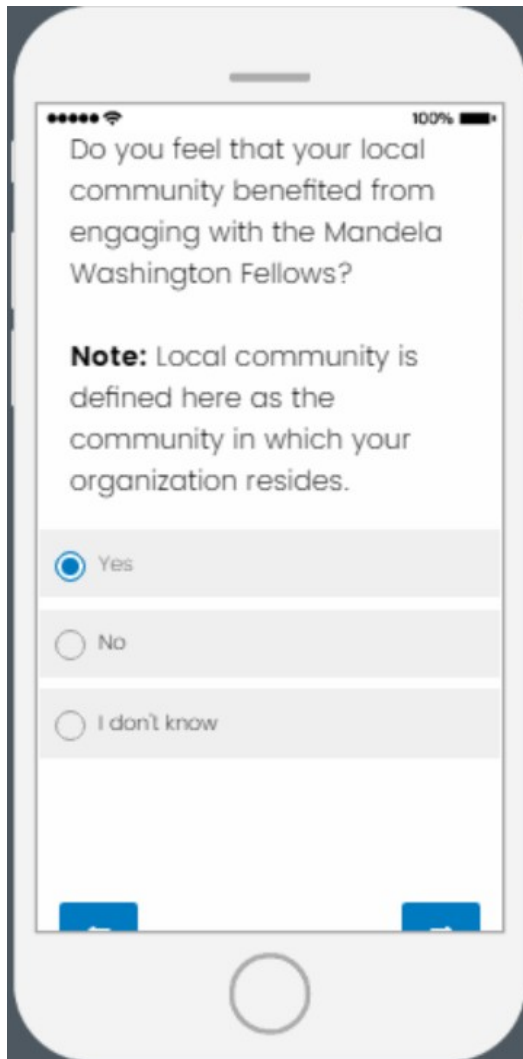 100%
Do you feel that your local
community benefited from
engaging with the Mandela
Washington Fellows?
Note: Local community is
defined here as the
community in which your
organization resides.
Yes
No
I don't know